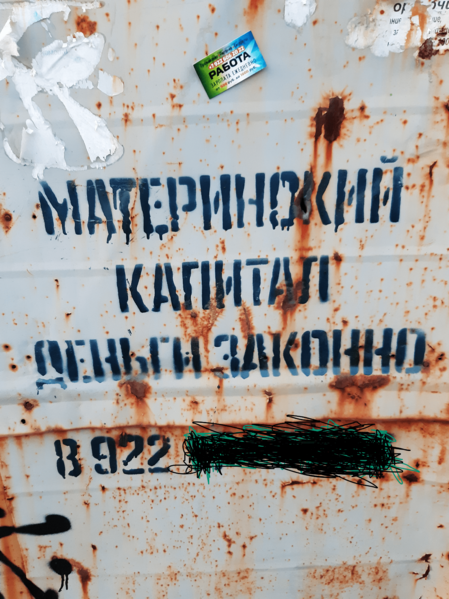 РАБОТА
МАТЕРИНСКИЙ
КАПИТАЛ
ДЕНЬГИ ЗАКОННО
8 922